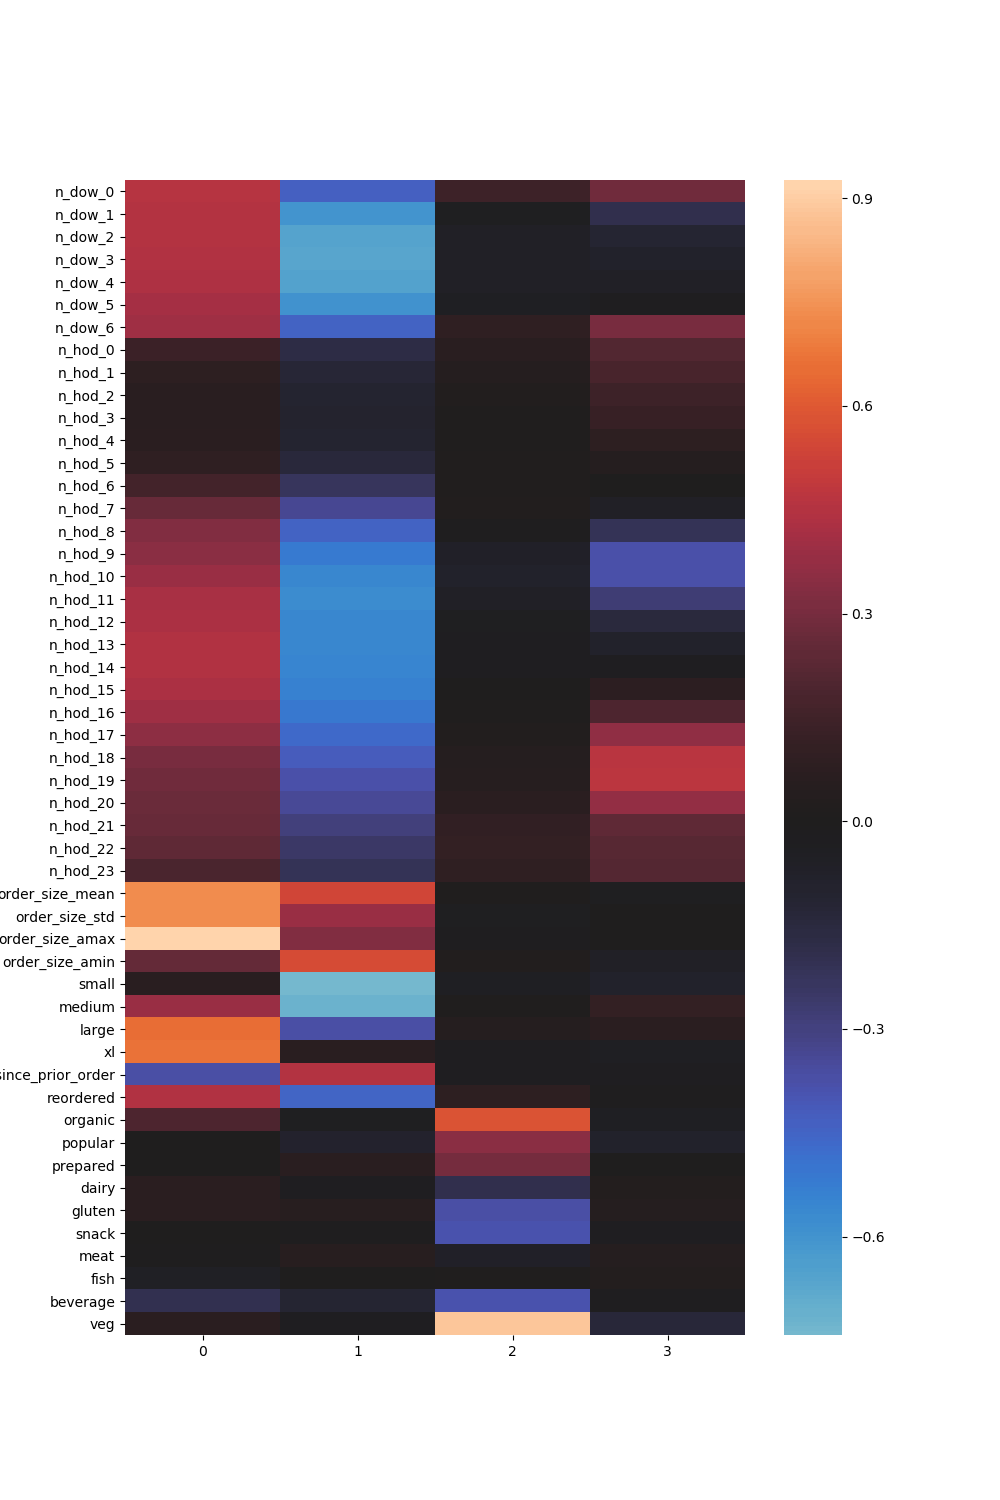 n_dow_0
n_dow_1
n_dow_2
n_dow_3
n_dow_4
n_dow_5
n_dow_6
n_hod_0
n_hod_1
n_hod_2
n_hod_3
n_hod_4
n_hod_5
n_hod_6
n_hod_7
n_hod_8
n_hod_9
n_hod_10
n_hod_11
n_hod_12
n_hod_13
n_hod_14
n_hod_15
n_hod_16
n_hod_17
n_hod_18
n_hod_19
n_hod_20
n_hod_21
n_hod_22
n_hod_23
order_size_mean
order_size_std
order_size_amax
order_size_amin
small
medium
large
xl
since_prior_order
reordered
organic
popular
prepared
dairy
gluten
snack
meat
fish
beverage
veg
0 1 2 3
0.9
0.6
0.3
0.0
−0.3
−0.6